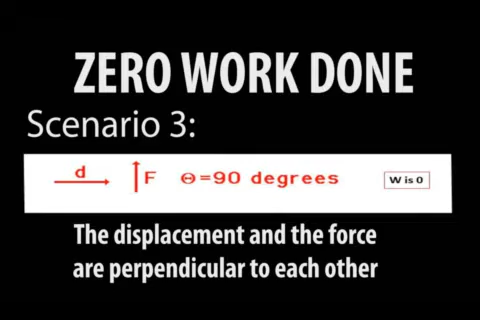 ZERO WORK DONE
Scenario 3:
d F Θ=90 degrees W is 0
The displacement and the force
are perpendicular to each other